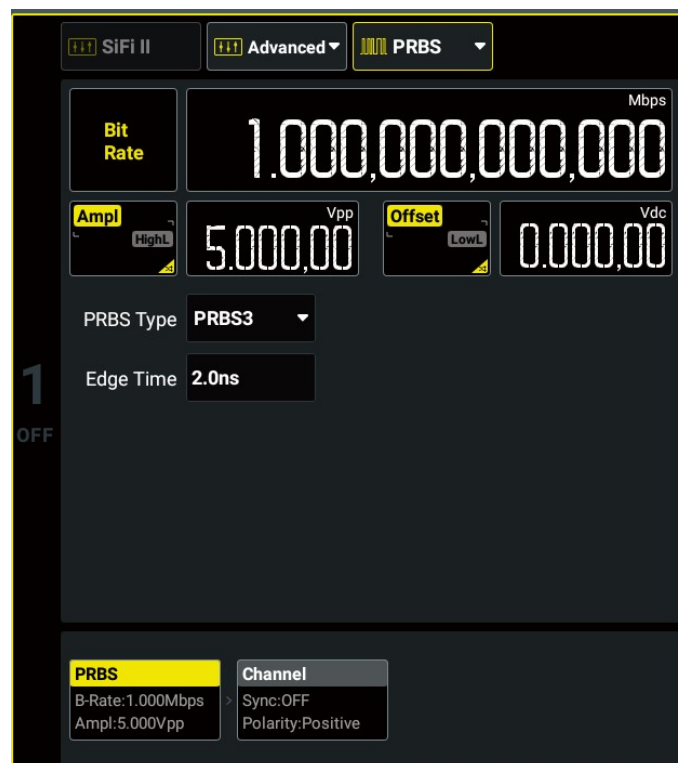 SiFi II
Advanced
PRBS
Bit
Rate
Mbps
1.000,000,000,000
Ampl
HighL
Vpp
5.000,00
Offset
LowL
Vdc
0.000,00
PRBS Type
PRBS3
Edge Time
2.0ns
1
OFF
PRBS
B-Rate:1.000Mbps
Ampl:5.000Vpp
>
Channel
Sync:OFF
Polarity:Positive